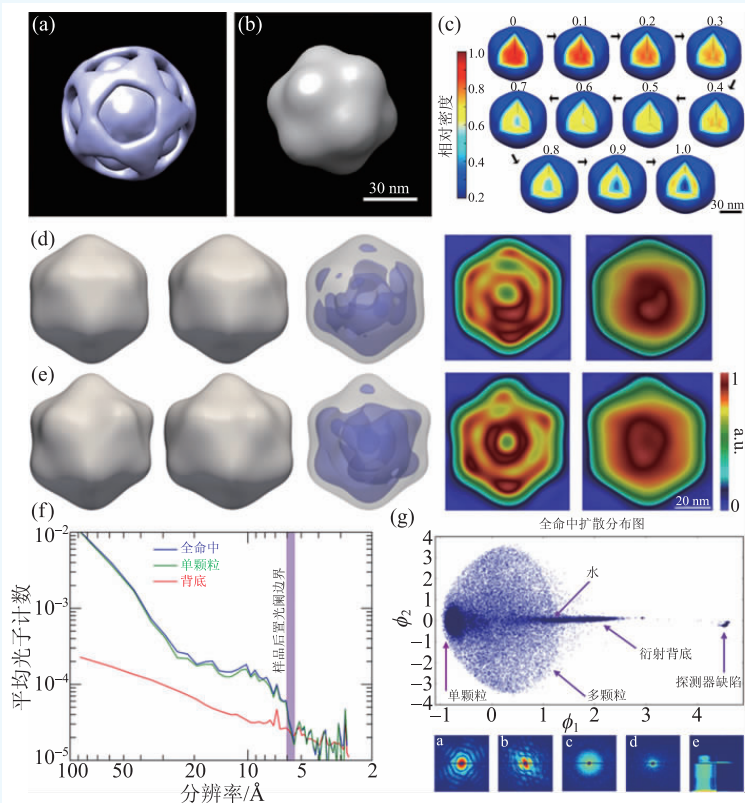 (a)
(b)
30 nm
(c)
相对密度
1.0
0.8
0.6
0.4
0.2
0 0.1 0.2 0.3
0.7 0.6 0.5 0.4
0.8 0.9 1.0
30 nm
(d)
(e)
1
a.u.
0
20 nm
(f)
平均光子计数
10⁻²
10⁻³
10⁻⁴
10⁻⁵
全命中
单颗粒
背底
样品后置光阑边界
100 50 10 5 2
分辨率/Å
(g)
全命中扩散分布图
ϕ₂
4
3
2
1
0
−1
−2
−3
−4
水
衍射背底
单颗粒
多颗粒
探测器缺陷
−1 0 1 2 3 4
ϕ₁
a b c d e